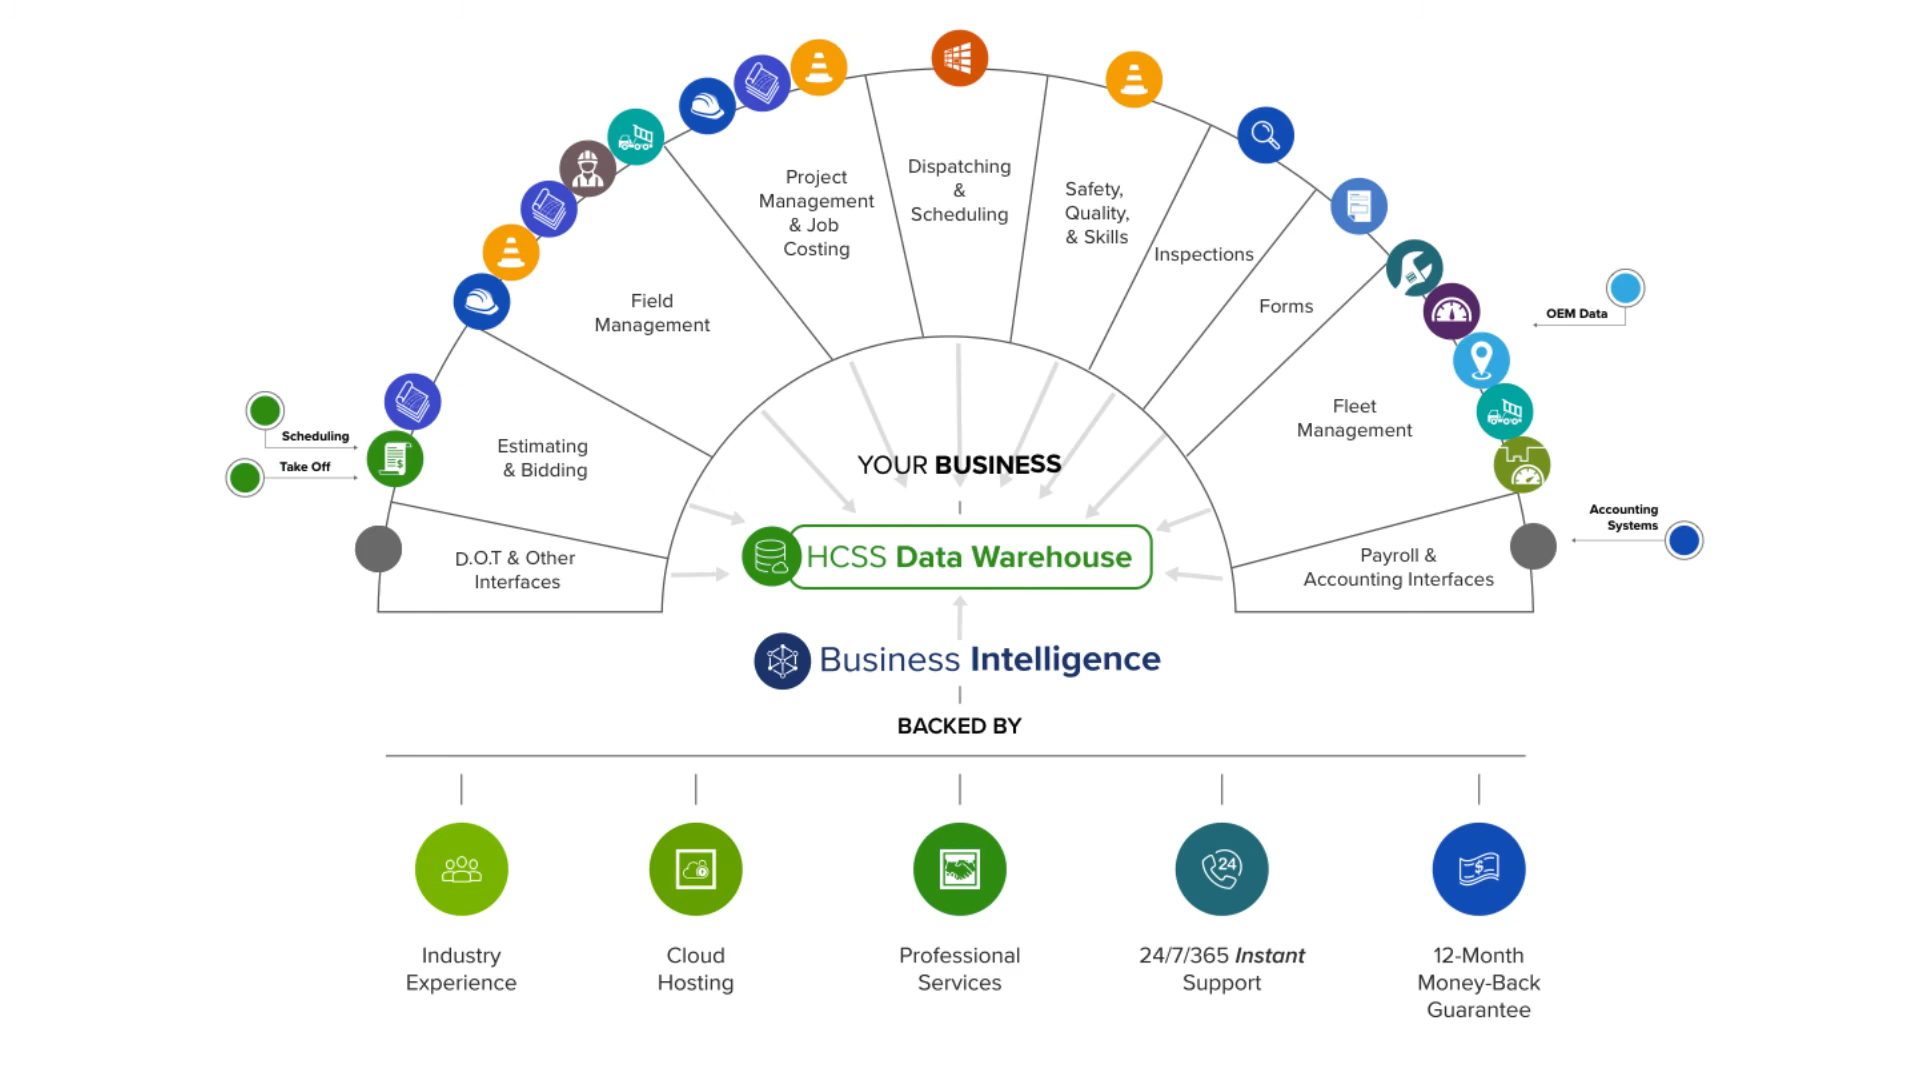 Project
Management
& Job
Costing
Dispatching
&
Scheduling
Safety,
Quality,
& Skills
Inspections
Forms
Field
Management
OEM Data
Fleet
Management
Estimating
& Bidding
Scheduling
Take Off
YOUR BUSINESS
Accounting
Systems
D.O.T & Other
Interfaces
HCSS Data Warehouse
Payroll &
Accounting Interfaces
Business Intelligence
BACKED BY
24
$
Industry
Experience
Cloud
Hosting
Professional
Services
24/7/365 Instant
Support
12-Month
Money-Back
Guarantee